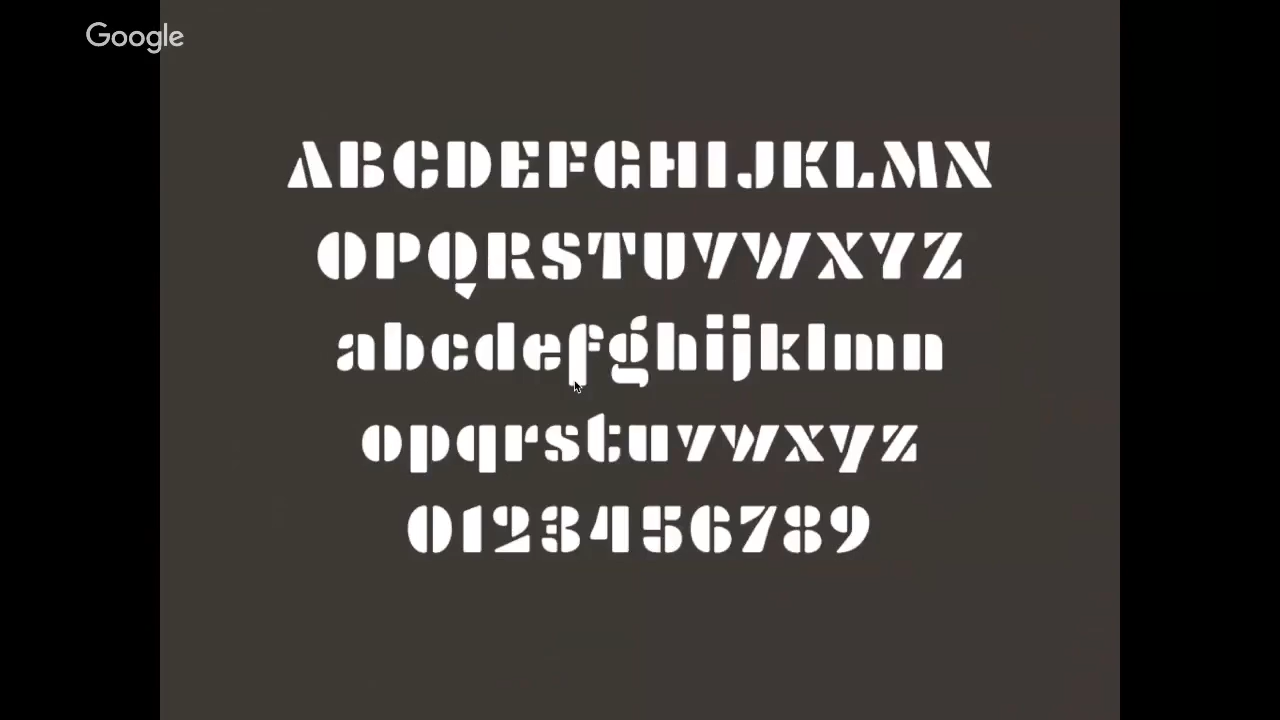 Google
ABCDEFGHIJKLMN
OPQRSTUVWXYZ
abcdefghijklmn
opqrstuvwxyz
0123456789